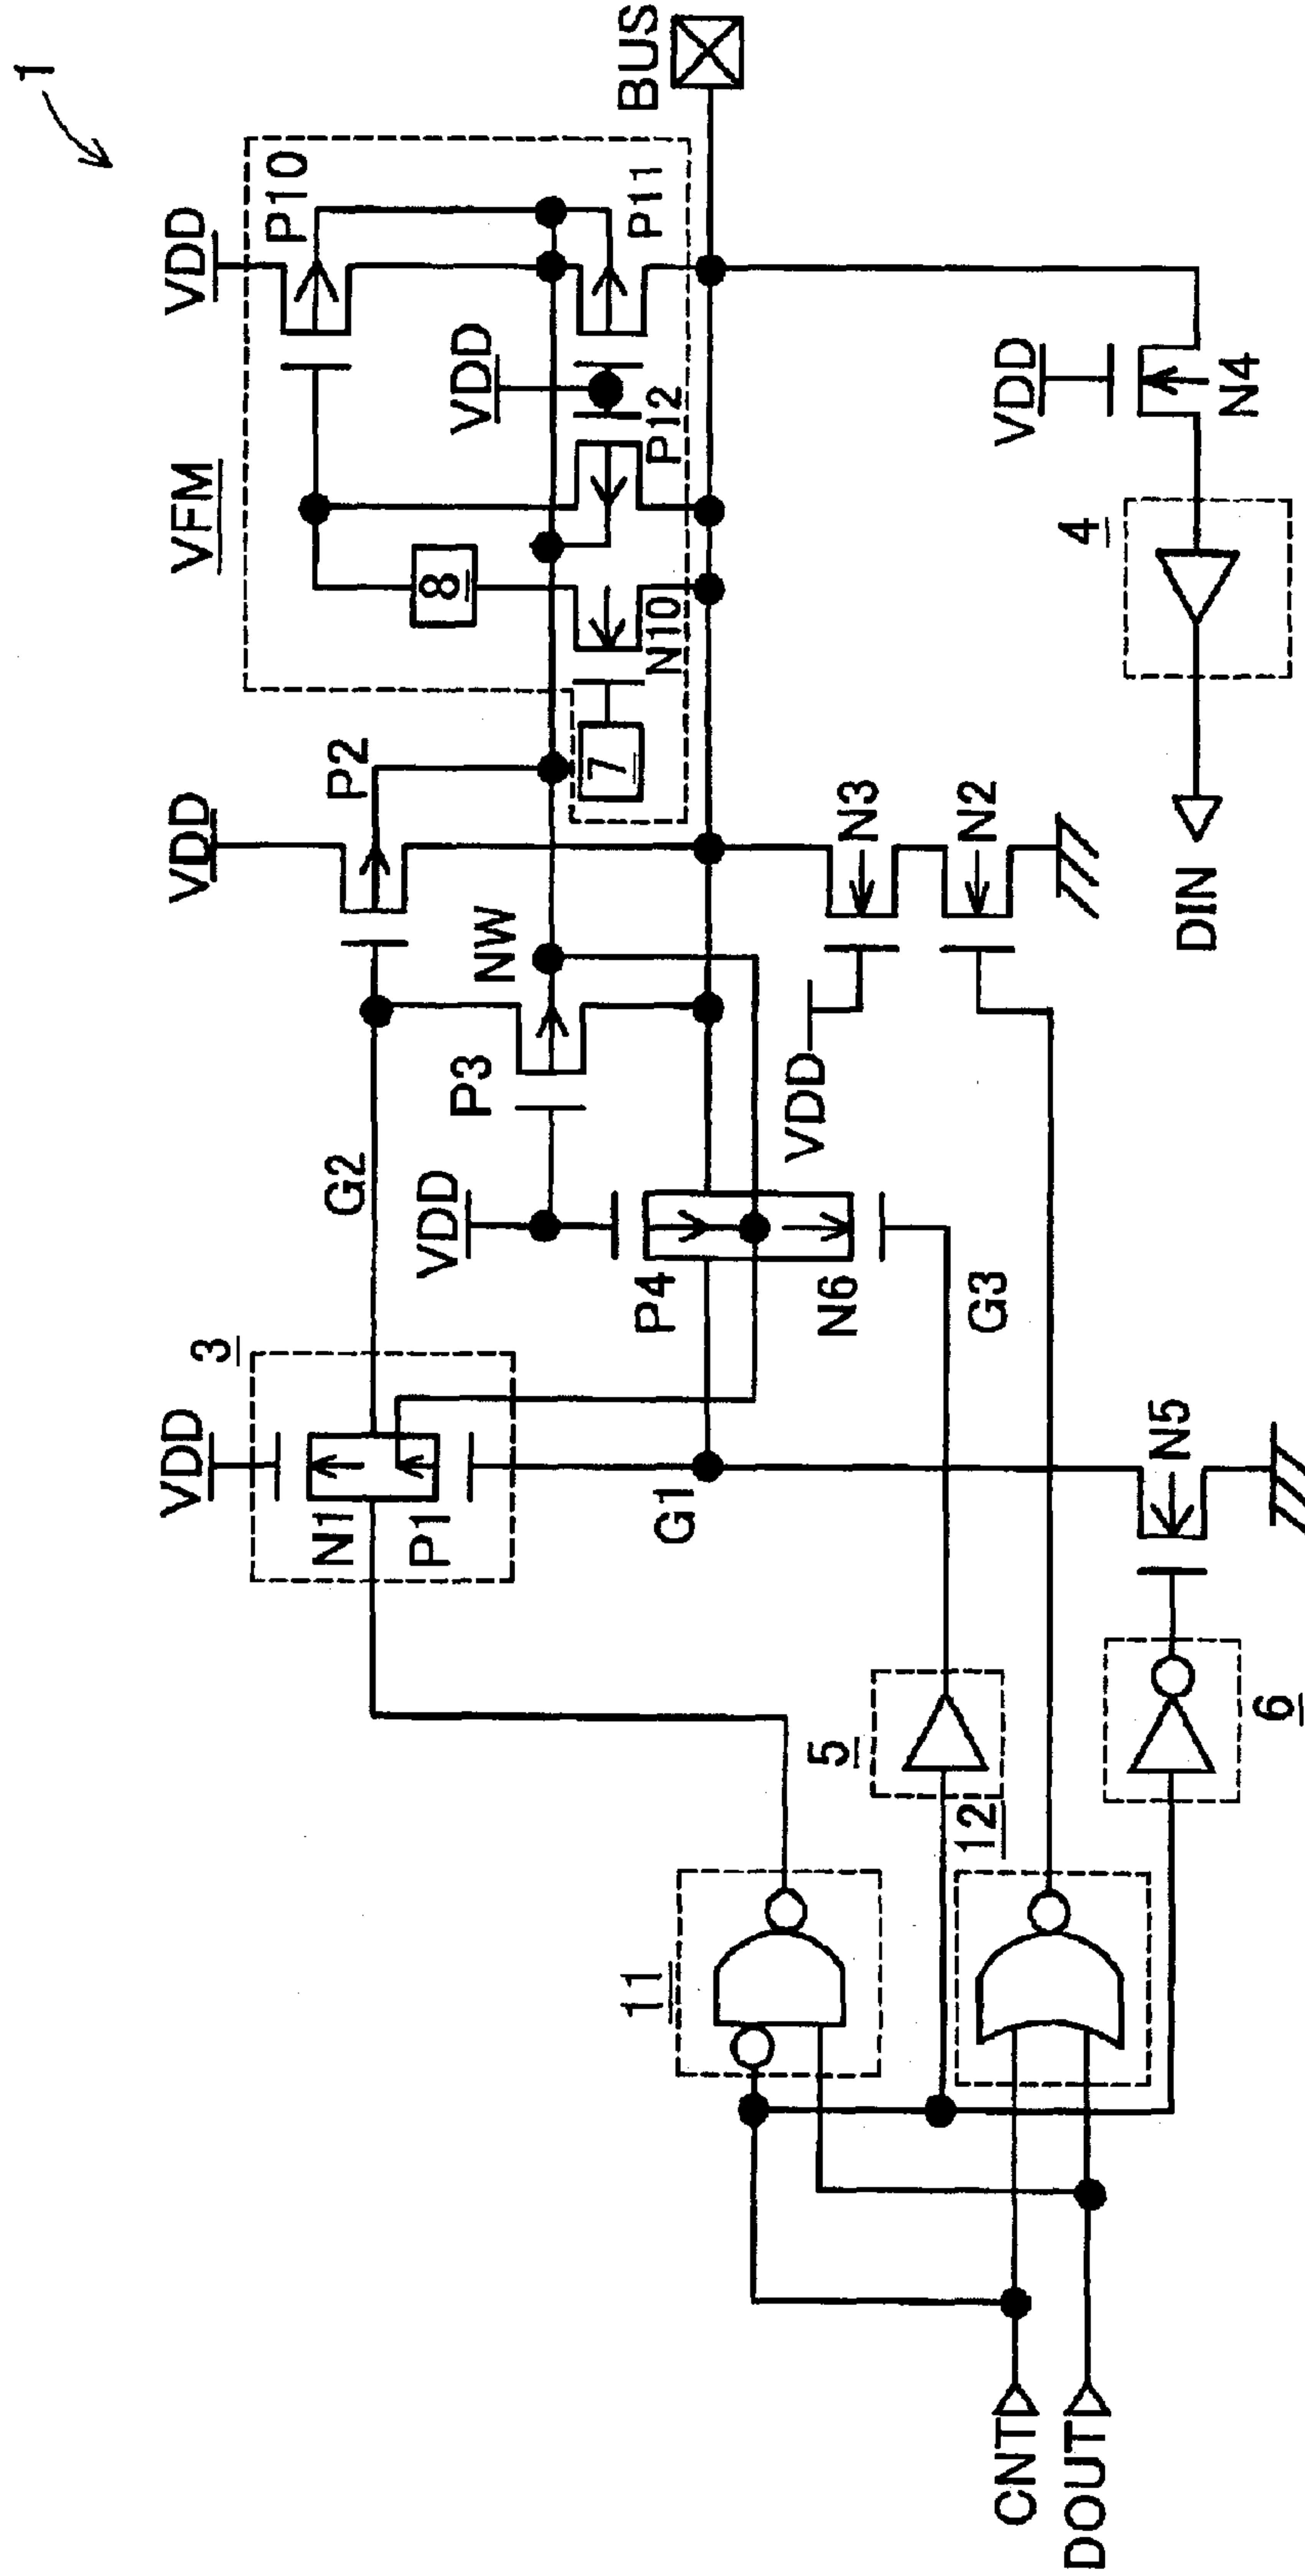 1
BUS
VDD
P10
P11
VFM
VDD
P12
8
N10
7
VDD
P2
NW
P3
G2
VDD
P4
N6
G3
VDD
3
N1
P1
G1
VDD
N3
N2
VDD
N4
4
DIN
N5
5
6
11
12
CNT
DOUT